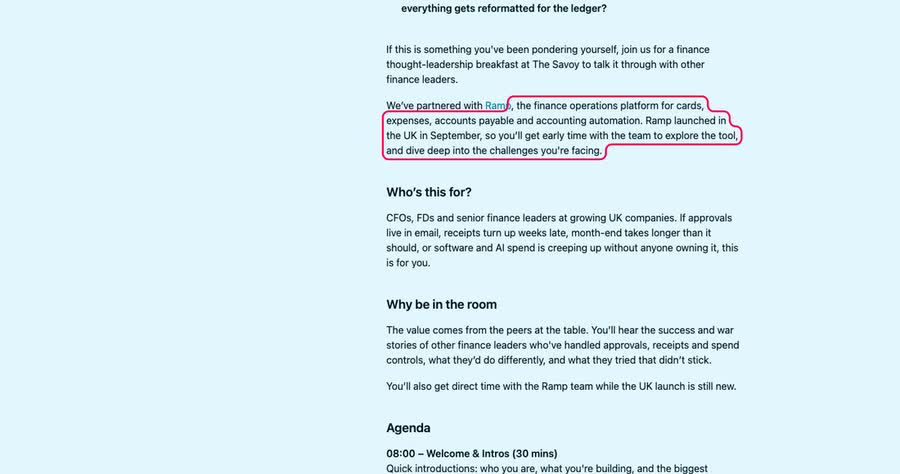 everything gets reformatted for the ledger?
If this is something you've been pondering yourself, join us for a finance
thought-leadership breakfast at The Savoy to talk it through with other
finance leaders.
We’ve partnered with Ramp, the finance operations platform for cards,
expenses, accounts payable and accounting automation. Ramp launched in
the UK in September, so you’ll get early time with the team to explore the tool,
and dive deep into the challenges you're facing.
Who’s this for?
CFOs, FDs and senior finance leaders at growing UK companies. If approvals
live in email, receipts turn up weeks late, month-end takes longer than it
should, or software and AI spend is creeping up without anyone owning it, this
is for you.
Why be in the room
The value comes from the peers at the table. You’ll hear the success and war
stories of other finance leaders who've handled approvals, receipts and spend
controls, what they’d do differently, and what they tried that didn’t stick.
You’ll also get direct time with the Ramp team while the UK launch is still new.
Agenda
08:00 – Welcome & Intros (30 mins)
Quick introductions: who you are, what you're building, and the biggest